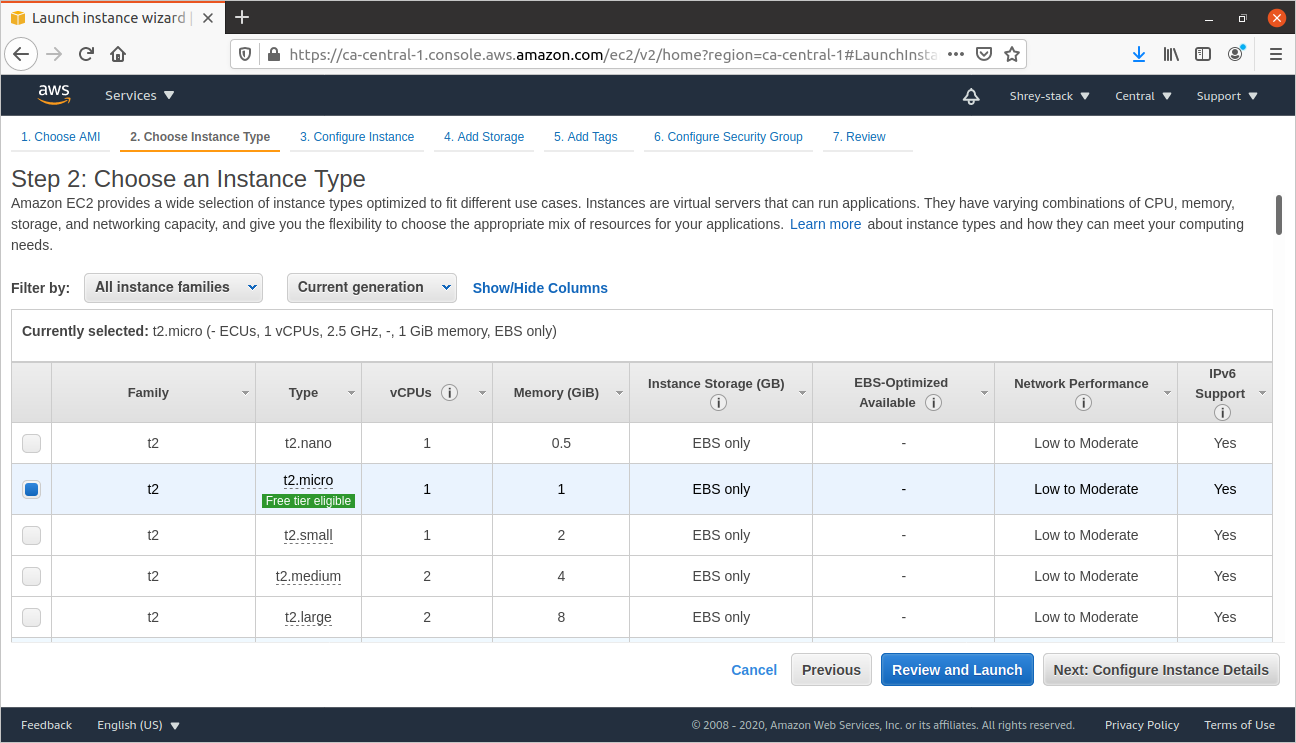 Launch instance wizard |
https://ca-central-1.console.aws.amazon.com/ec2/v2/home?region=ca-central-1#LaunchInsta
aws Services Shrey-stack Central Support
1. Choose AMI 2. Choose Instance Type 3. Configure Instance 4. Add Storage 5. Add Tags 6. Configure Security Group 7. Review
Step 2: Choose an Instance Type
Amazon EC2 provides a wide selection of instance types optimized to fit different use cases. Instances are virtual servers that can run applications. They have varying combinations of CPU, memory,
storage, and networking capacity, and give you the flexibility to choose the appropriate mix of resources for your applications. Learn more about instance types and how they can meet your computing
needs.
Filter by: All instance families Current generation Show/Hide Columns
Currently selected: t2.micro (- ECUs, 1 vCPUs, 2.5 GHz, -, 1 GiB memory, EBS only)
Family Type vCPUs i Memory (GiB) Instance Storage (GB) i EBS-Optimized Available i Network Performance i IPv6 Support i
t2 t2.nano 1 0.5 EBS only - Low to Moderate Yes
t2 t2.micro Free tier eligible 1 1 EBS only - Low to Moderate Yes
t2 t2.small 1 2 EBS only - Low to Moderate Yes
t2 t2.medium 2 4 EBS only - Low to Moderate Yes
t2 t2.large 2 8 EBS only - Low to Moderate Yes
Cancel Previous Review and Launch Next: Configure Instance Details
Feedback English (US) © 2008 - 2020, Amazon Web Services, Inc. or its affiliates. All rights reserved. Privacy Policy Terms of Use